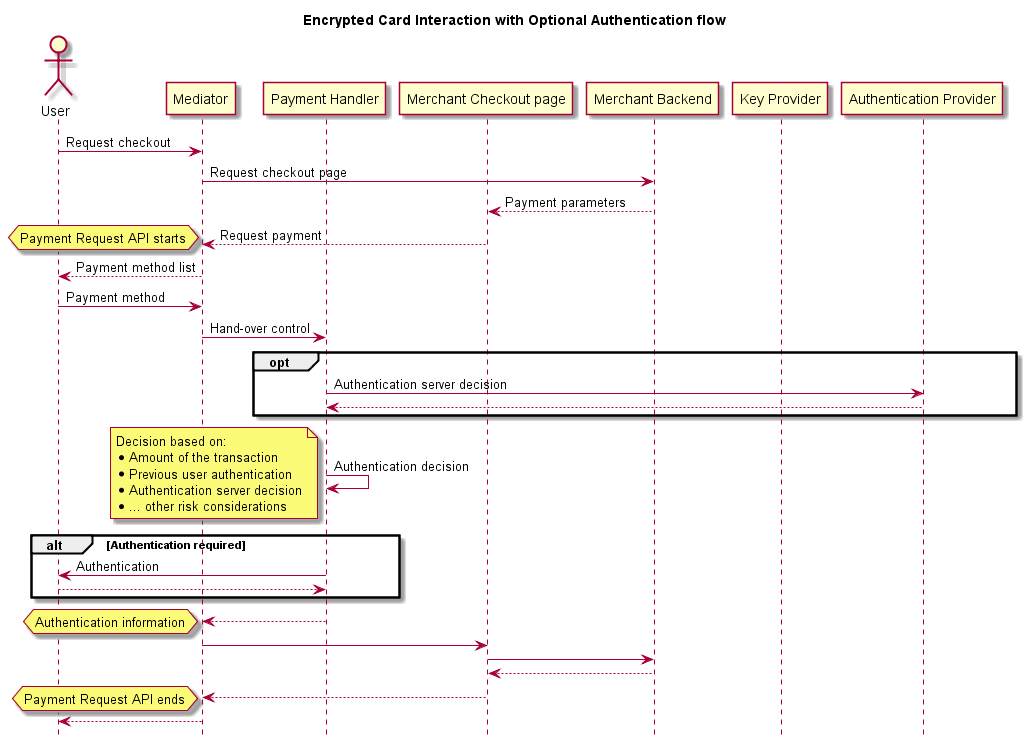 Encrypted Card Interaction with Optional Authentication flow
User
Mediator
Payment Handler
Merchant Checkout page
Merchant Backend
Key Provider
Authentication Provider
Request checkout
Request checkout page
Payment parameters
Payment Request API starts
Request payment
Payment method list
Payment method
Hand-over control
opt
Authentication server decision
Decision based on:
• Amount of the transaction
• Previous user authentication
• Authentication server decision
• ... other risk considerations
Authentication decision
alt
[Authentication required]
Authentication
Authentication information
Payment Request API ends